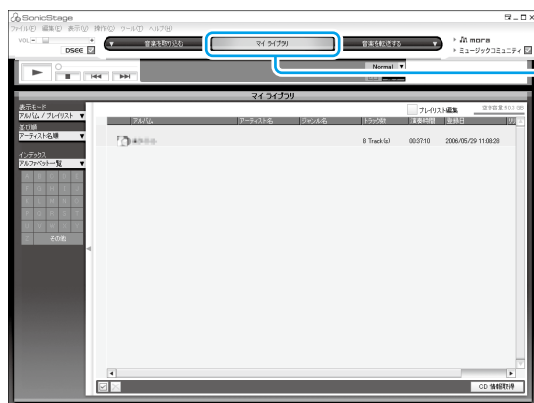 SonicStage
ファイル(F) 編集(E) 表示(V) 操作(O) ツール(T) ヘルプ(H)
VOL - +
DSEE
音楽を取り込む
マイ ライブラリ
音楽を転送する
more
ミュージックコミュニティ
Normal
マイ ライブラリ
表示モード
アルバム / プレイリスト
並び順
アーティスト名順
インデックス
アルファベット一覧
その他
プレイリスト編集
アルバム アーティスト名 ジャンル名 トラック数 演奏時間 登録日
8 Track(s) 00:37:10 2006/05/29 11:08:28
CD 情報取得